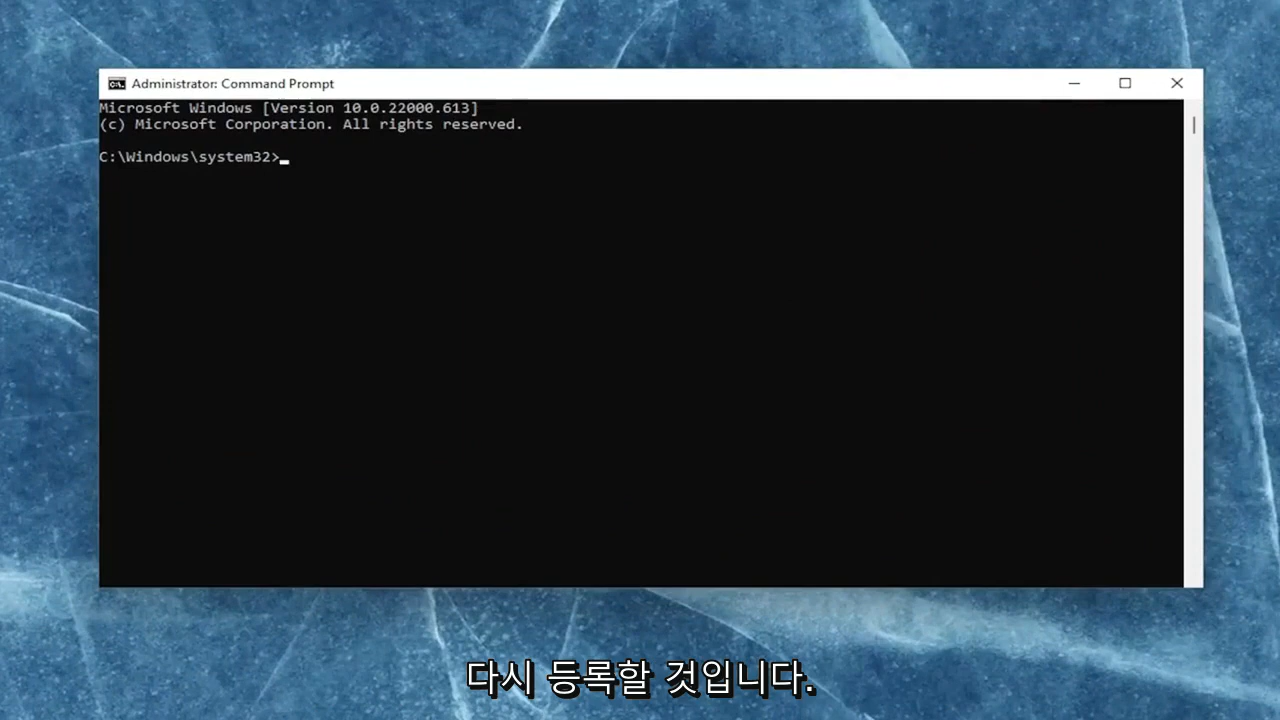 Administrator: Command Prompt
Microsoft Windows [Version 10.0.22000.613]
(c) Microsoft Corporation. All rights reserved.
C:\Windows\system32>
다시 등록할 것입니다.